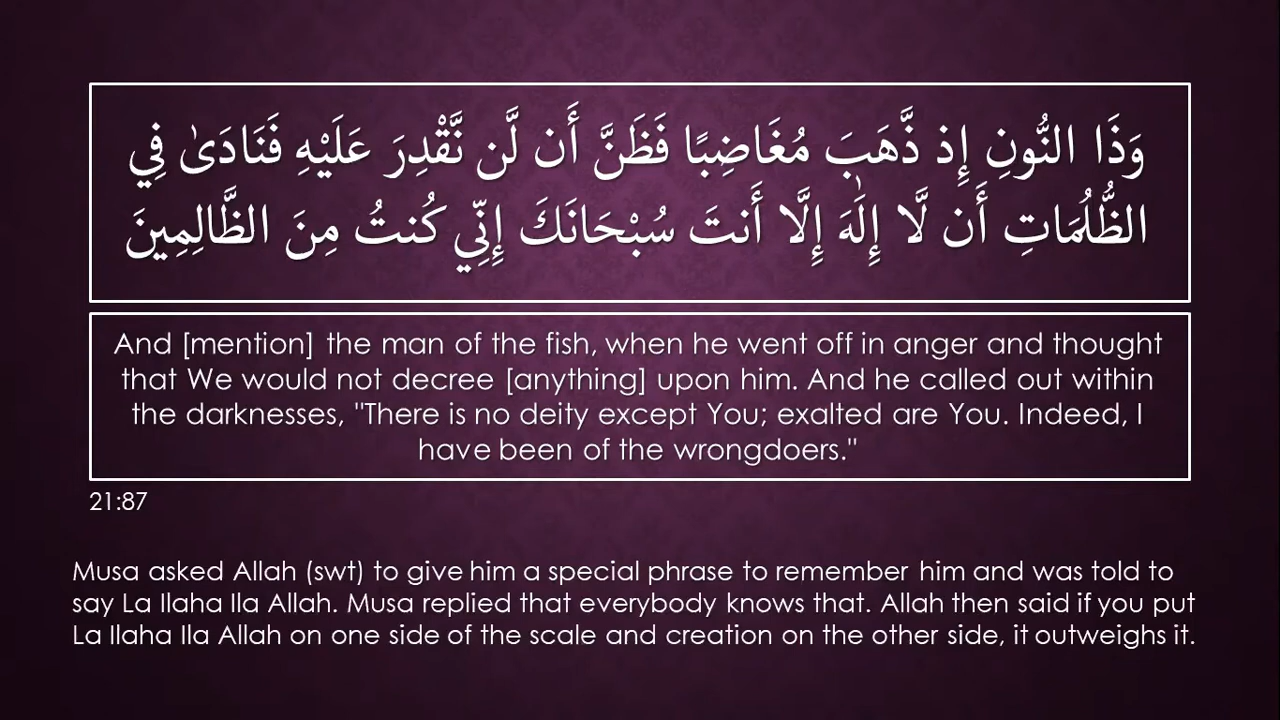 وَذَا النُّونِ إِذ ذَّهَبَ مُغَاضِبًا فَظَنَّ أَن لَّن نَّقْدِرَ عَلَيْهِ فَنَادَىٰ فِي
الظُّلُمَاتِ أَن لَّا إِلَٰهَ إِلَّا أَنتَ سُبْحَانَكَ إِنِّي كُنتُ مِنَ الظَّالِمِينَ
And [mention] the man of the fish, when he went off in anger and thought
that We would not decree [anything] upon him. And he called out within
the darknesses, "There is no deity except You; exalted are You. Indeed, I
have been of the wrongdoers."
21:87
Musa asked Allah (swt) to give him a special phrase to remember him and was told to
say La Ilaha Ila Allah. Musa replied that everybody knows that. Allah then said if you put
La Ilaha Ila Allah on one side of the scale and creation on the other side, it outweighs it.